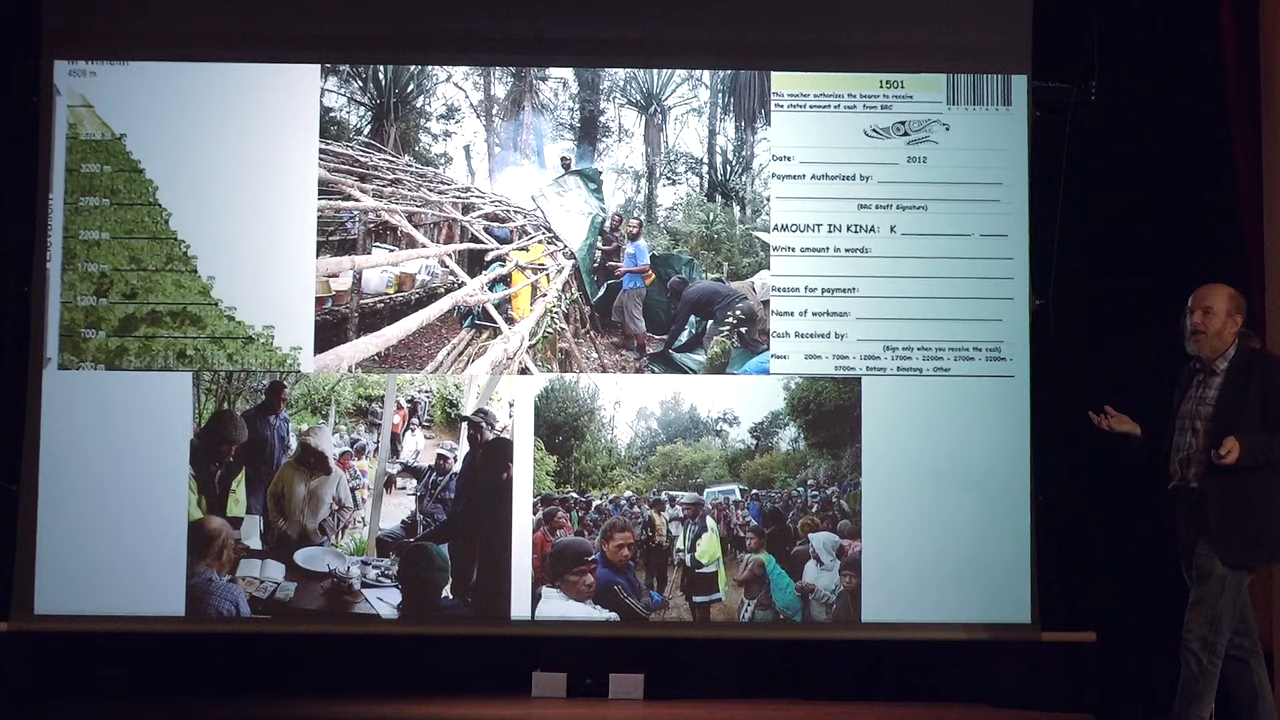 4509 m
3200 m
2700 m
2200 m
1700 m
1200 m
700 m
Elevation
1501
This voucher authorizes the bearer to receive
the stated amount of cash from BRC
BINATANG
Date: 2012
Payment Authorized by:
(BRC Staff Signature)
AMOUNT IN KINA: K .
Write amount in words:
Reason for payment:
Name of workman:
Cash Received by:
(Sign only when you receive the cash)
Place: 200m - 700m - 1200m - 1700m - 2200m - 2700m - 3200m -
3700m - Botany - Binatang - Other